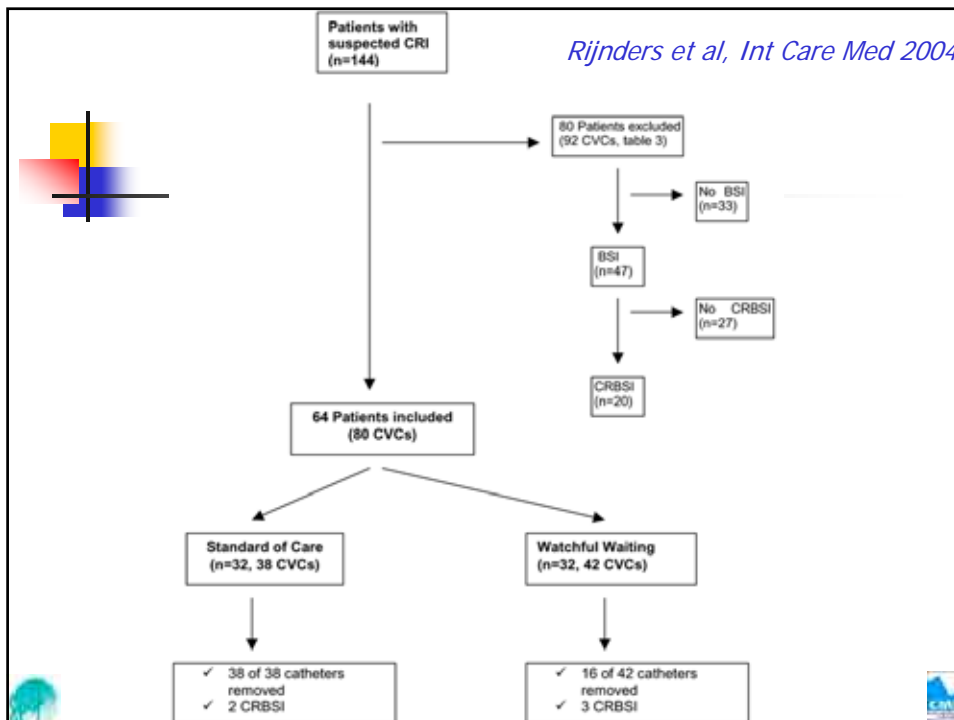 Patients with
suspected CRI
(n=144)
Rijnders et al, Int Care Med 2004
80 Patients excluded
(92 CVCs, table 3)
No BSI
(n=33)
BSI
(n=47)
No CRBSI
(n=27)
CRBSI
(n=20)
64 Patients included
(80 CVCs)
Standard of Care
(n=32, 38 CVCs)
Watchful Waiting
(n=32, 42 CVCs)
✓ 38 of 38 catheters
removed
✓ 2 CRBSI
✓ 16 of 42 catheters
removed
✓ 3 CRBSI